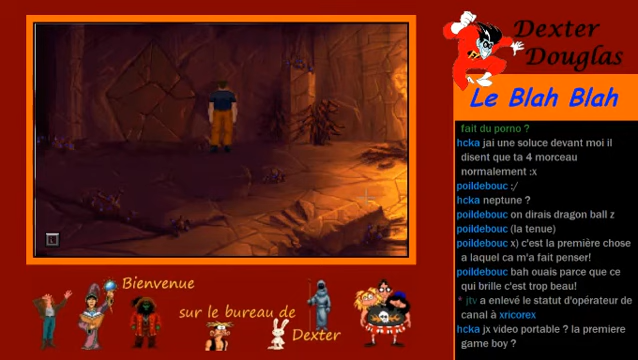 Dexter
Douglas
Le Blah Blah
fait du porno ?
hcka jai une soluce devant moi il
disent que ta 4 morceau
normalement :x
poildebouc :/
hcka neptune ?
poildebouc on dirais dragon ball z
poildebouc (la tenue)
poildebouc x) c'est la première chose
a laquel ca m'a fait penser!
poildebouc bah ouais parce que ce
qui brille c'est trop beau!
* jtv a enlevé le statut d'opérateur de
canal à xricorex
hcka jx video portable ? la premiere
game boy ?
Bienvenue
sur le bureau de
Dexter